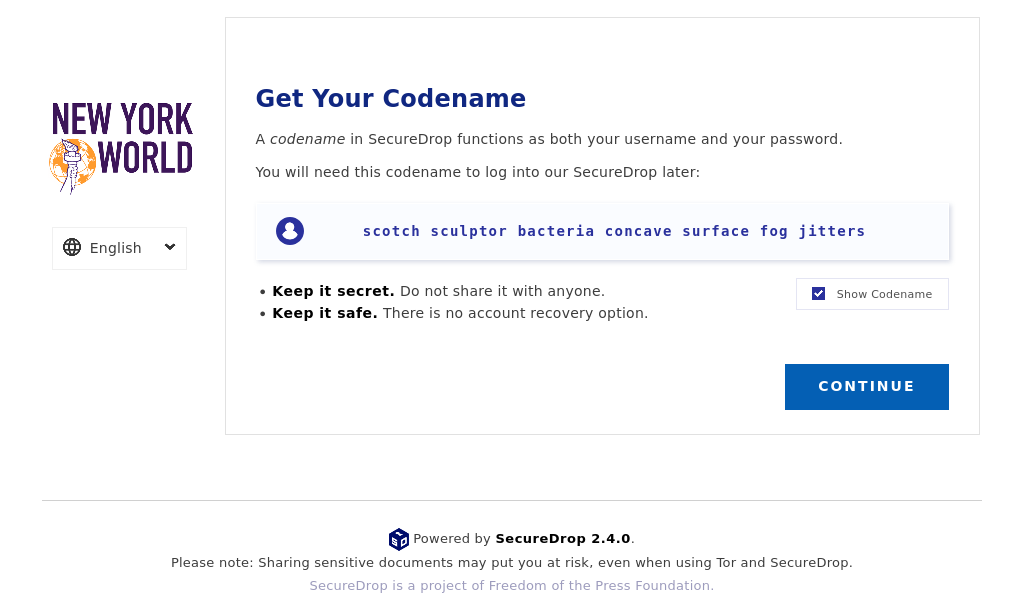 NEW YORK
WORLD
English
Get Your Codename
A codename in SecureDrop functions as both your username and your password.
You will need this codename to log into our SecureDrop later:
scotch sculptor bacteria concave surface fog jitters
• Keep it secret. Do not share it with anyone.
• Keep it safe. There is no account recovery option.
Show Codename
CONTINUE
Powered by SecureDrop 2.4.0.
Please note: Sharing sensitive documents may put you at risk, even when using Tor and SecureDrop.
SecureDrop is a project of Freedom of the Press Foundation.